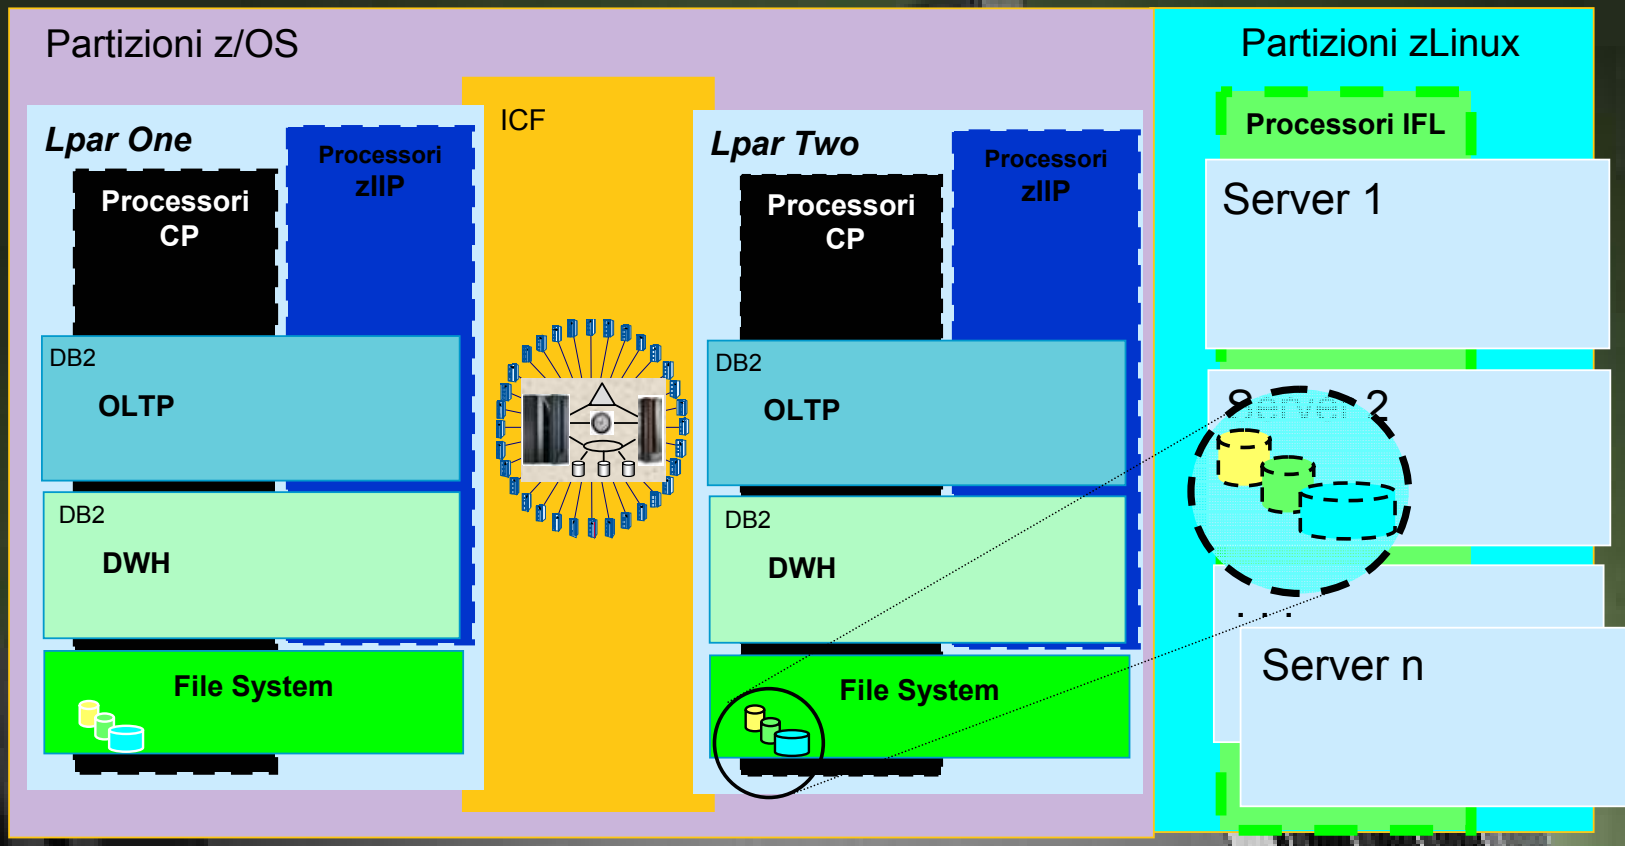 Partizioni z/OS
Partizioni zLinux
ICF
Lpar One
Processori
CP
Processori
zIIP
DB2
OLTP
DB2
DWH
File System
Lpar Two
Processori
CP
Processori
zIIP
DB2
OLTP
DB2
DWH
File System
Processori IFL
Server 1
Server 2
. . .
Server n